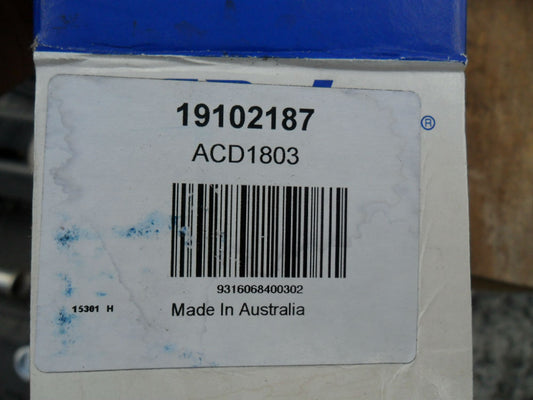 ®
19102187
ACD1803
9316068400302
15301 H
Made In Australia